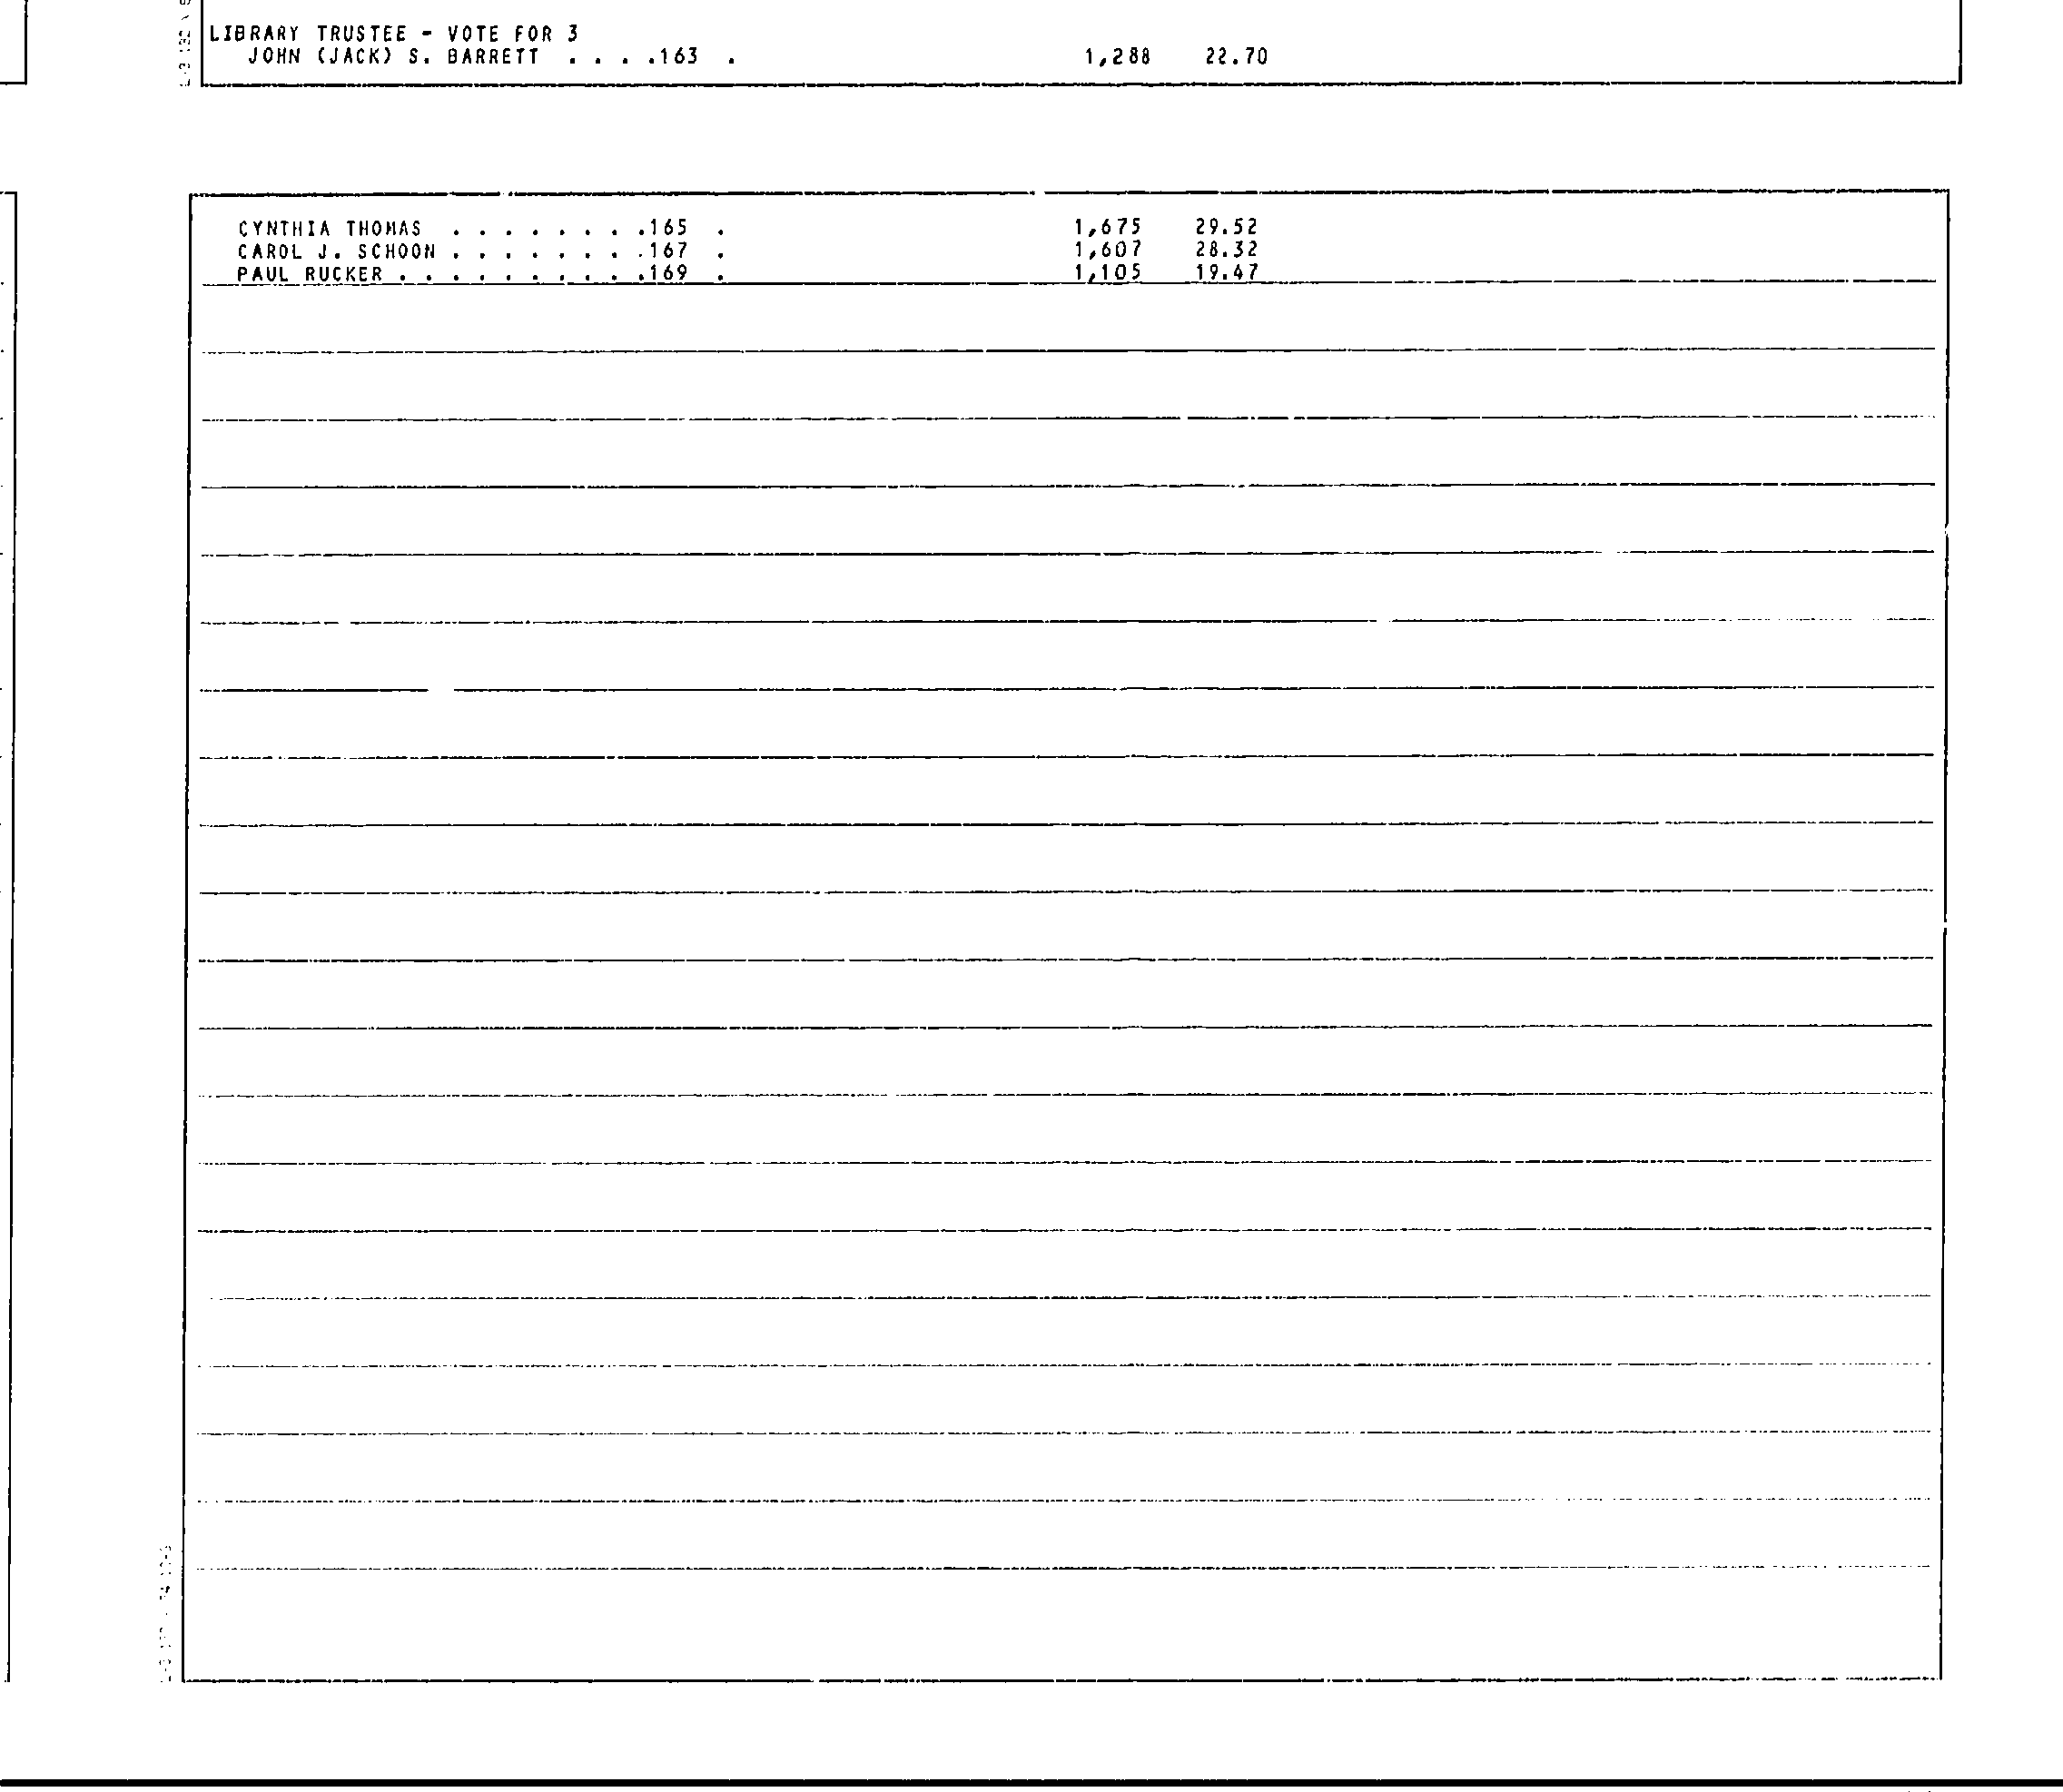 LIBRARY TRUSTEE - VOTE FOR 3
JOHN (JACK) S. BARRETT . . . .163 . 1,288 22.70
CYNTHIA THOMAS . . . . . . . .165 . 1,675 29.52
CAROL J. SCHOON . . . . . . . .167 . 1,607 28.32
PAUL RUCKER . . . . . . . . . .169 . 1,105 19.47